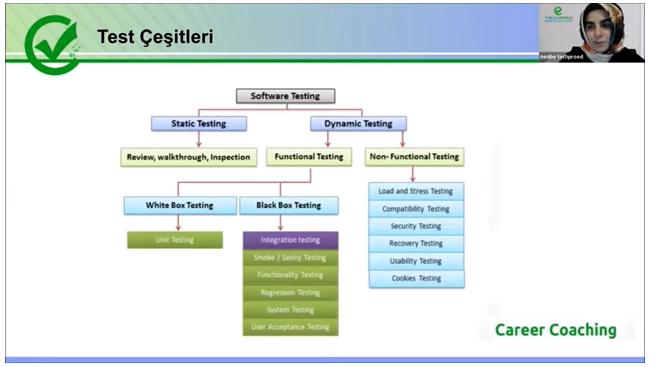 Test Çeşitleri
TECHPROED
nesibe techproed
Software Testing
Static Testing
Dynamic Testing
Review, walkthrough, Inspection
Functional Testing
Non- Functional Testing
White Box Testing
Black Box Testing
Unit Testing
Integration testing
Smoke / Sanity Testing
Functionality Testing
Regression Testing
System Testing
User Acceptance Testing
Load and Stress Testing
Compatibility Testing
Security Testing
Recovery Testing
Usability Testing
Cookies Testing
Career Coaching